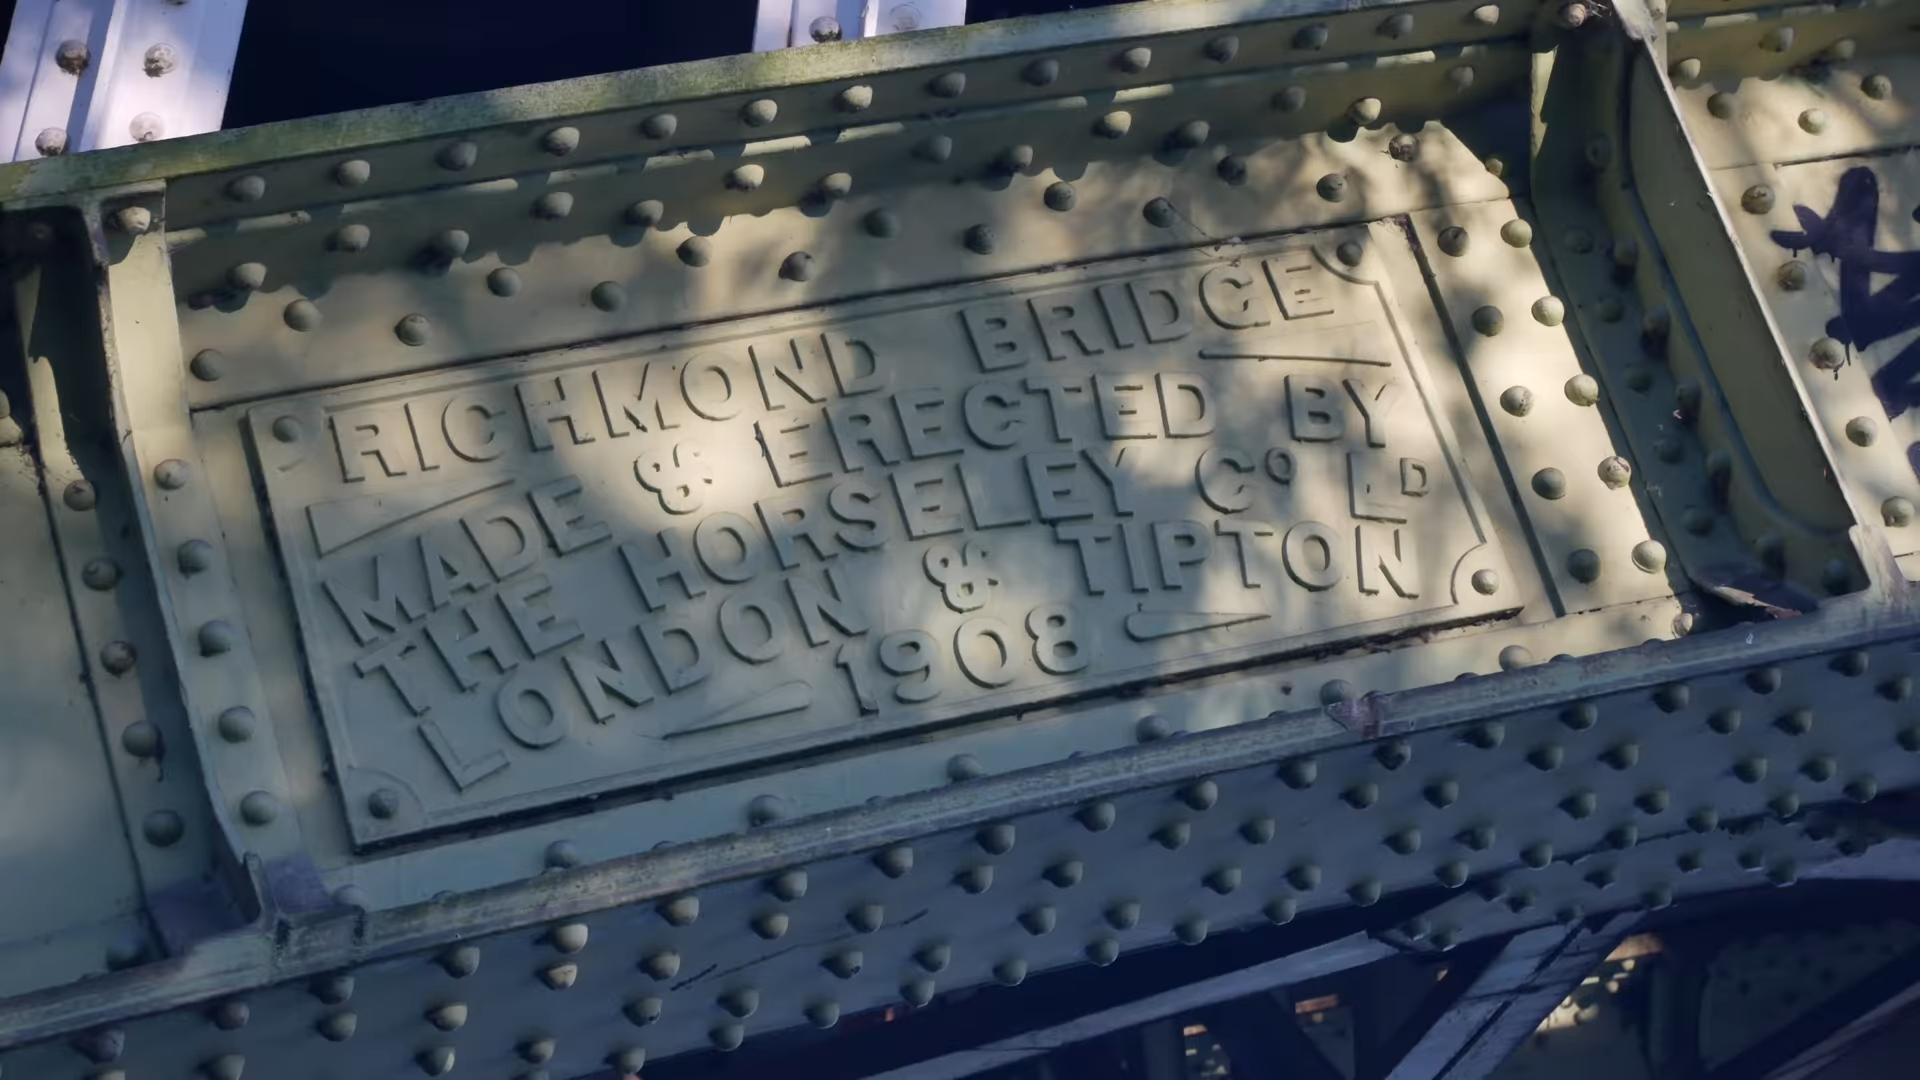 RICHMOND BRIDGE
MADE & ERECTED BY
THE HORSELEY Cº Lᴰ
LONDON & TIPTON
1908